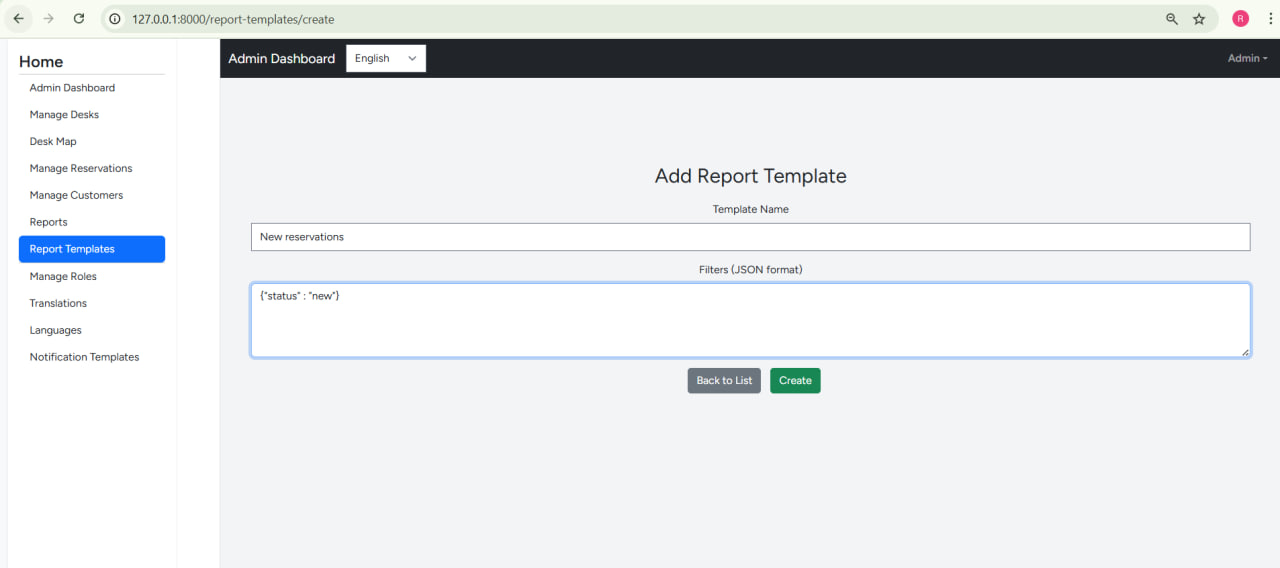 127.0.0.1:8000/report-templates/create
R
Home
Admin Dashboard
Manage Desks
Desk Map
Manage Reservations
Manage Customers
Reports
Report Templates
Manage Roles
Translations
Languages
Notification Templates
Admin Dashboard
English
Admin
Add Report Template
Template Name
New reservations
Filters (JSON format)
{"status" : "new"}
Back to List
Create